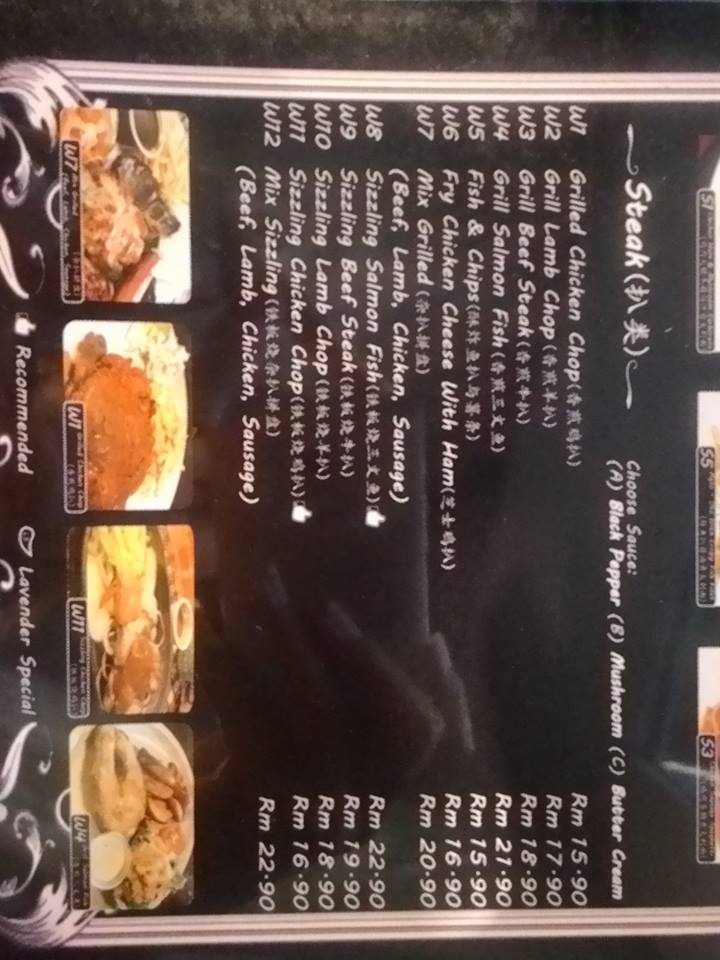 S1 Chicken Ham & Mushroom
S5
S3
Steak(扒类)
Choose Sauce:
(A) Black Pepper (B) Mushroom (C) Butter Cream
W1 Grilled Chicken Chop(香煎鸡扒) Rm 15·90
W2 Grill Lamb Chop (香煎羊扒) Rm 17·90
W3 Grill Beef Steak(香煎牛扒) Rm 18·90
W4 Grill Salmon Fish(香煎三文鱼) Rm 21·90
W5 Fish & Chips(酥炸鱼扒与薯条) Rm 15·90
W6 Fry Chicken Cheese With Ham(芝士鸡扒) Rm 16·90
W7 Mix Grilled (杂扒拼盘) Rm 20·90
(Beef, Lamb, Chicken, Sausage)
W8 Sizzling Salmon Fish(铁板烧三文鱼) Rm 22·90
W9 Sizzling Beef Steak(铁板烧牛扒) Rm 19·90
W10 Sizzling Lamb Chop(铁板烧羊扒) Rm 18·90
W11 Sizzling Chicken Chop(铁板烧鸡扒) Rm 16·90
W12 Mix Sizzling(铁板烧杂扒拼盘) Rm 22·90
(Beef, Lamb, Chicken, Sausage)
W7 Mix Grilled (杂扒拼盘)
(Beef, Lamb, Chicken, Sausage)
W1 Grilled Chicken Chop
(香煎鸡扒)
W11 Sizzling Chicken Chop
(铁板烧鸡扒)
W4 Grill Salmon Fish
(香煎三文鱼)
Recommended Lavender Special